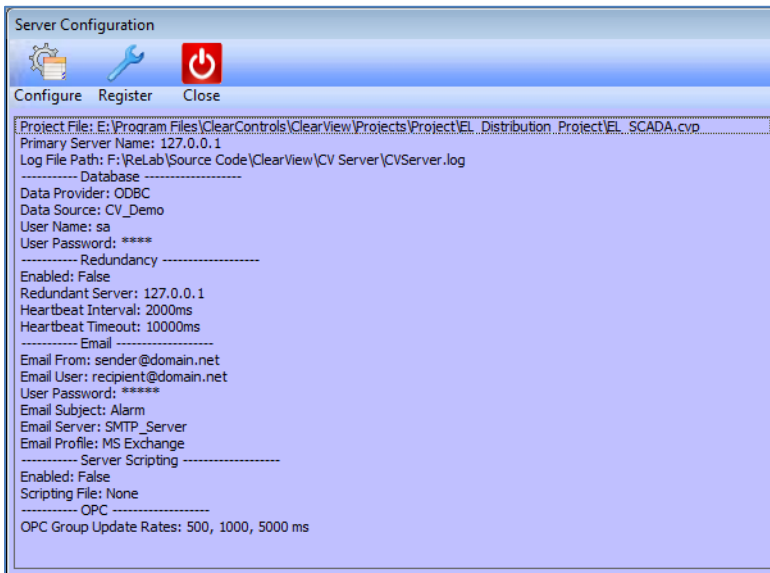 Server Configuration
Configure Register Close
Project File: E:\Program Files\ClearControls\ClearView\Projects\Project\EL_Distribution_Project\EL_SCADA.cvp
Primary Server Name: 127.0.0.1
Log File Path: F:\ReLab\Source Code\ClearView\CV Server\CVServer.log
----------- Database -------------------
Data Provider: ODBC
Data Source: CV_Demo
User Name: sa
User Password: ****
----------- Redundancy -------------------
Enabled: False
Redundant Server: 127.0.0.1
Heartbeat Interval: 2000ms
Heartbeat Timeout: 10000ms
----------- Email -------------------
Email From: sender@domain.net
Email User: recipient@domain.net
User Password: *****
Email Subject: Alarm
Email Server: SMTP_Server
Email Profile: MS Exchange
----------- Server Scripting -------------------
Enabled: False
Scripting File: None
----------- OPC -------------------
OPC Group Update Rates: 500, 1000, 5000 ms